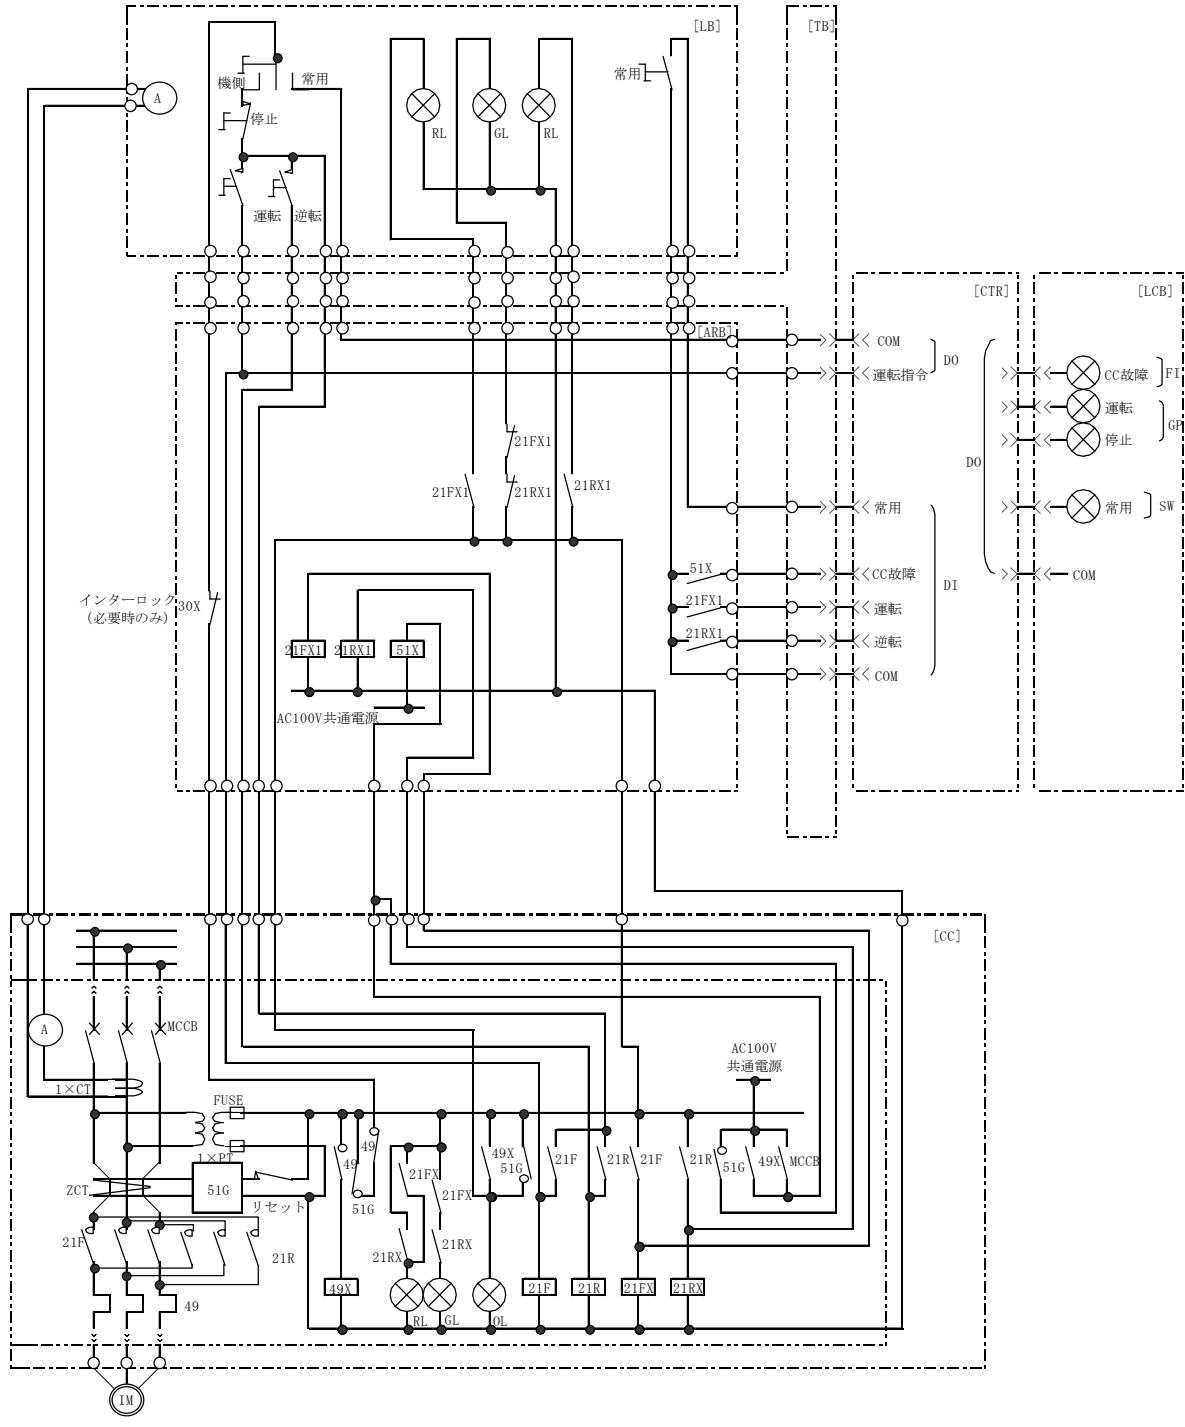 [LB]
[TB]
機側
常用
常用
A
停止
RL
GL
RL
運転
逆転
[CTR]
[LCB]
[ARB]
COM
DO
運転指令
CC故障
FI
運転
GP
停止
21FX1
DO
21FX1
21RX1
21RX1
常用
常用
SW
51X
CC故障
COM
DI
インターロック
(必要時のみ)
30X
21FX1
運転
21RX1
逆転
21FX1
21RX1
51X
COM
AC100V共通電源
[CC]
A
MCCB
AC100V
共通電源
1×CT
FUSE
1×PT
49
49
49X
51G
21F
21R
21F
21R
51G
49X
MCCB
ZCT
51G
リセット
51G
21FX
21FX
21F
21R
21RX
21RX
49X
21F
21R
21FX
21RX
49
RL
GL
OL
IM